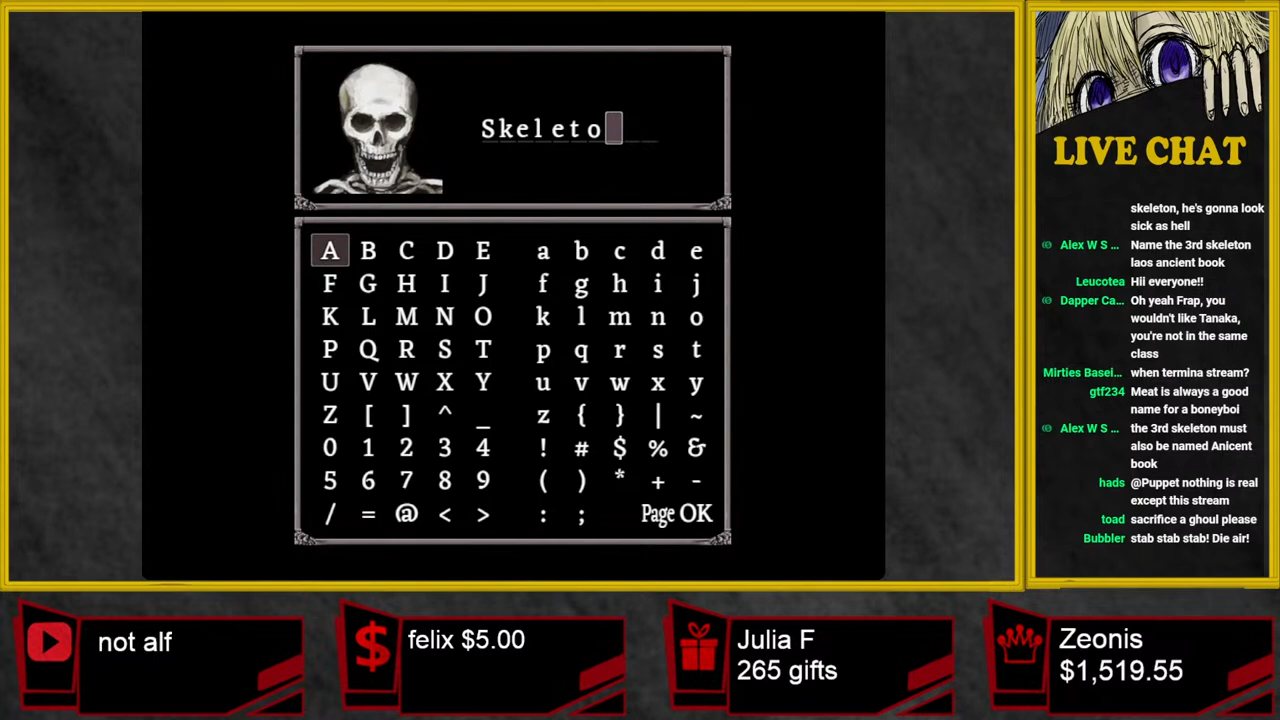 Skeleto
A B C D E a b c d e
F G H I J f g h i j
K L M N O k l m n o
P Q R S T p q r s t
U V W X Y u v w x y
Z [ ] ^ _ z { } | ~
0 1 2 3 4 ! # $ % &
5 6 7 8 9 ( ) * + -
/ = @ < > : ; Page OK
LIVE CHAT
skeleton, he's gonna look
sick as hell
Alex W S ... Name the 3rd skeleton
laos ancient book
Leucotea Hii everyone!!
Dapper Ca... Oh yeah Frap, you
wouldn't like Tanaka,
you're not in the same
class
Mirties Basei... when termina stream?
gtf234 Meat is always a good
name for a boneyboi
Alex W S ... the 3rd skeleton must
also be named Anicent
book
hads @Puppet nothing is real
except this stream
toad sacrifice a ghoul please
Bubbler stab stab stab! Die air!
not alf
$ felix $5.00
Julia F
265 gifts
Zeonis
$1,519.55